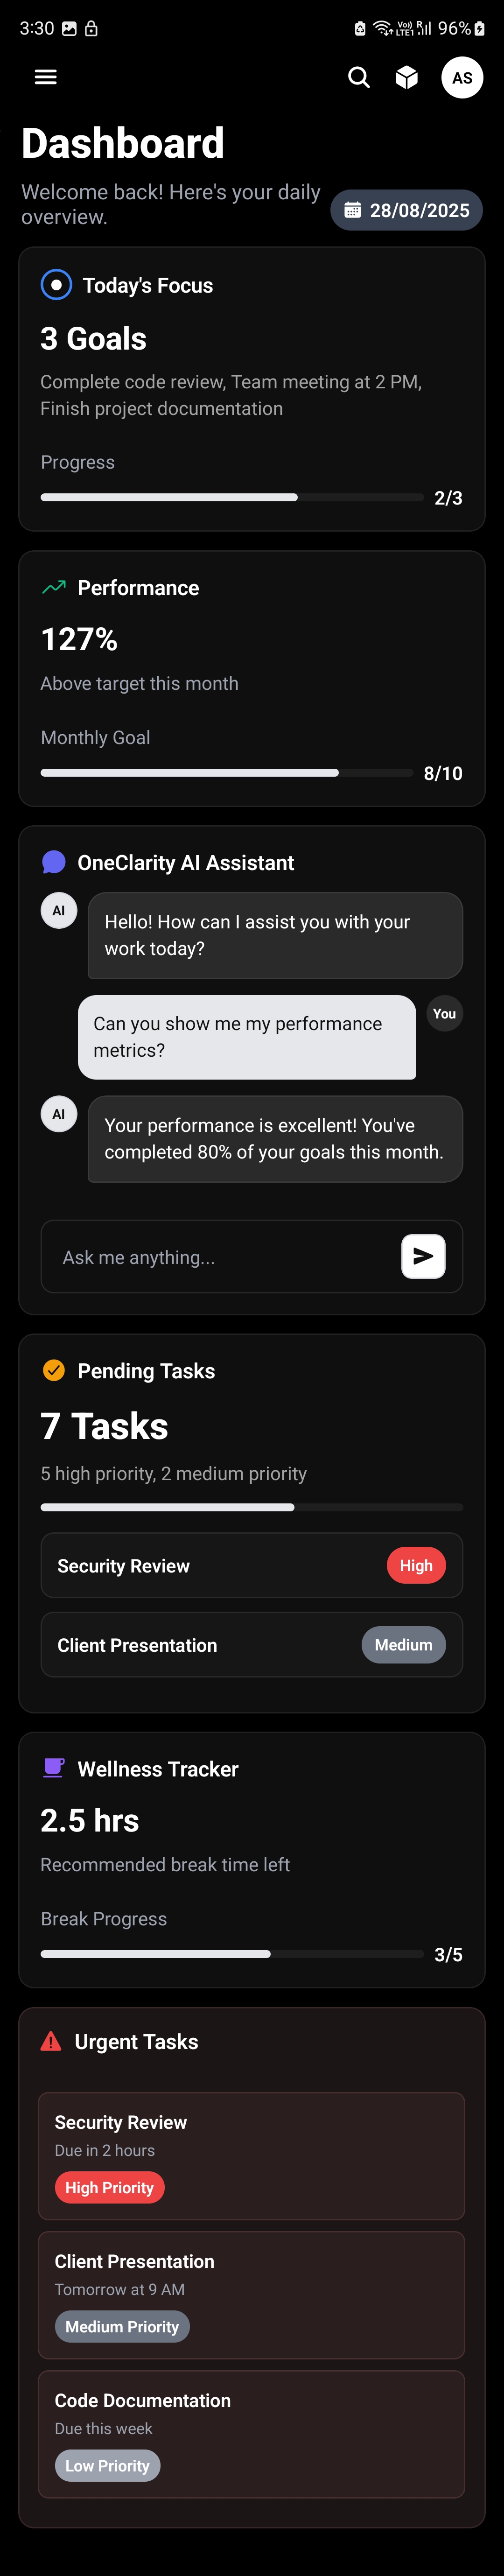 3:30
Vo)) R
LTE1
96%
AS
Dashboard
Welcome back! Here's your daily
overview.
28/08/2025
Today's Focus
3 Goals
Complete code review, Team meeting at 2 PM,
Finish project documentation
Progress
2/3
Performance
127%
Above target this month
Monthly Goal
8/10
OneClarity AI Assistant
AI
Hello! How can I assist you with your
work today?
Can you show me my performance
metrics?
You
AI
Your performance is excellent! You've
completed 80% of your goals this month.
Ask me anything...
Pending Tasks
7 Tasks
5 high priority, 2 medium priority
Security Review
High
Client Presentation
Medium
Wellness Tracker
2.5 hrs
Recommended break time left
Break Progress
3/5
Urgent Tasks
Security Review
Due in 2 hours
High Priority
Client Presentation
Tomorrow at 9 AM
Medium Priority
Code Documentation
Due this week
Low Priority